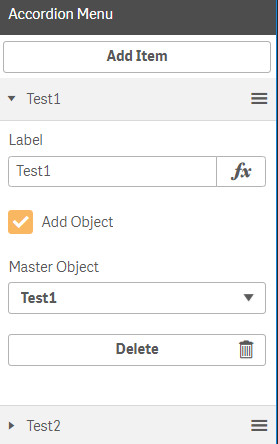 Accordion Menu
Add Item
Test1
Label
Test1 fx
Add Object
Master Object
Test1
Delete
Test2